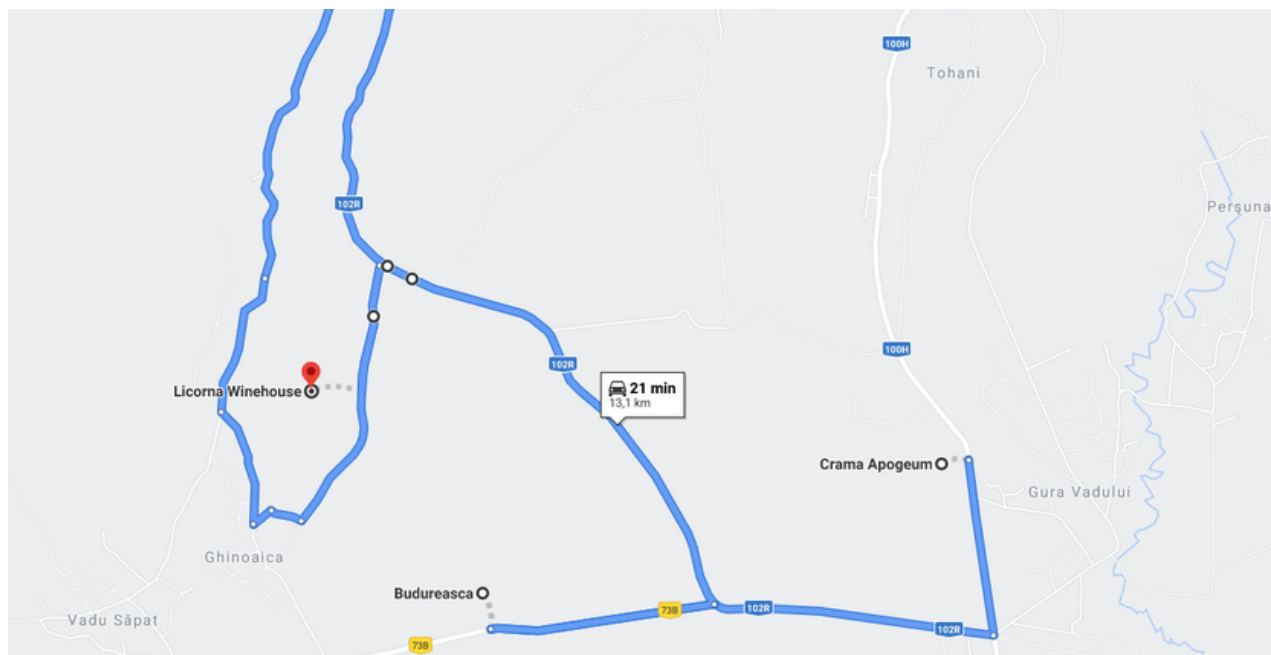 100H
Tohani
102R
Perșuna
100H
102R
21 min
13,1 km
Licorna Winehouse
Crama Apogeum
Gura Vadului
Ghinoaica
Budureasca
73B
102R
Vadu Săpat
102R
73B